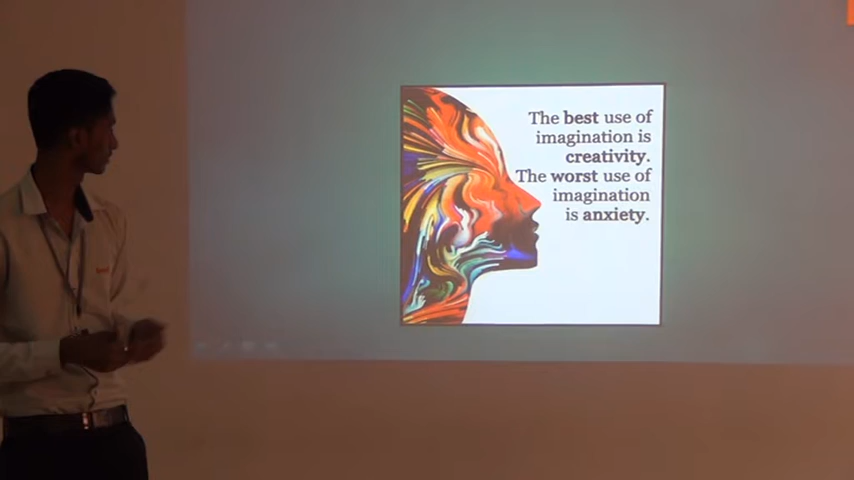 The best use of
imagination is
creativity.
The worst use of
imagination
is anxiety.